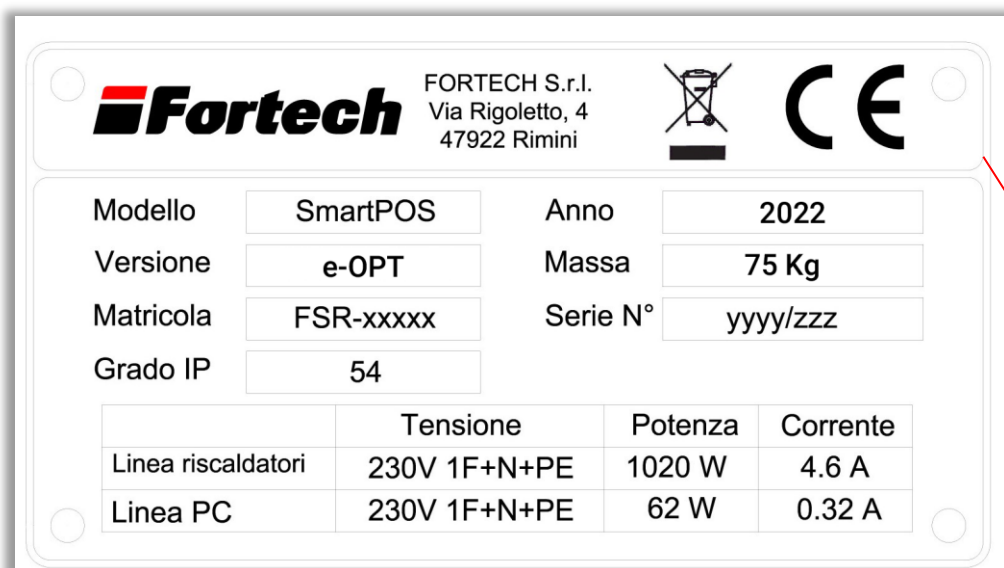 Fortech
FORTECH S.r.l.
Via Rigoletto, 4
47922 Rimini
CE
Modello SmartPOS Anno 2022
Versione e-OPT Massa 75 Kg
Matricola FSR-xxxxx Serie N° yyyy/zzz
Grado IP 54
Tensione Potenza Corrente
Linea riscaldatori 230V 1F+N+PE 1020 W 4.6 A
Linea PC 230V 1F+N+PE 62 W 0.32 A